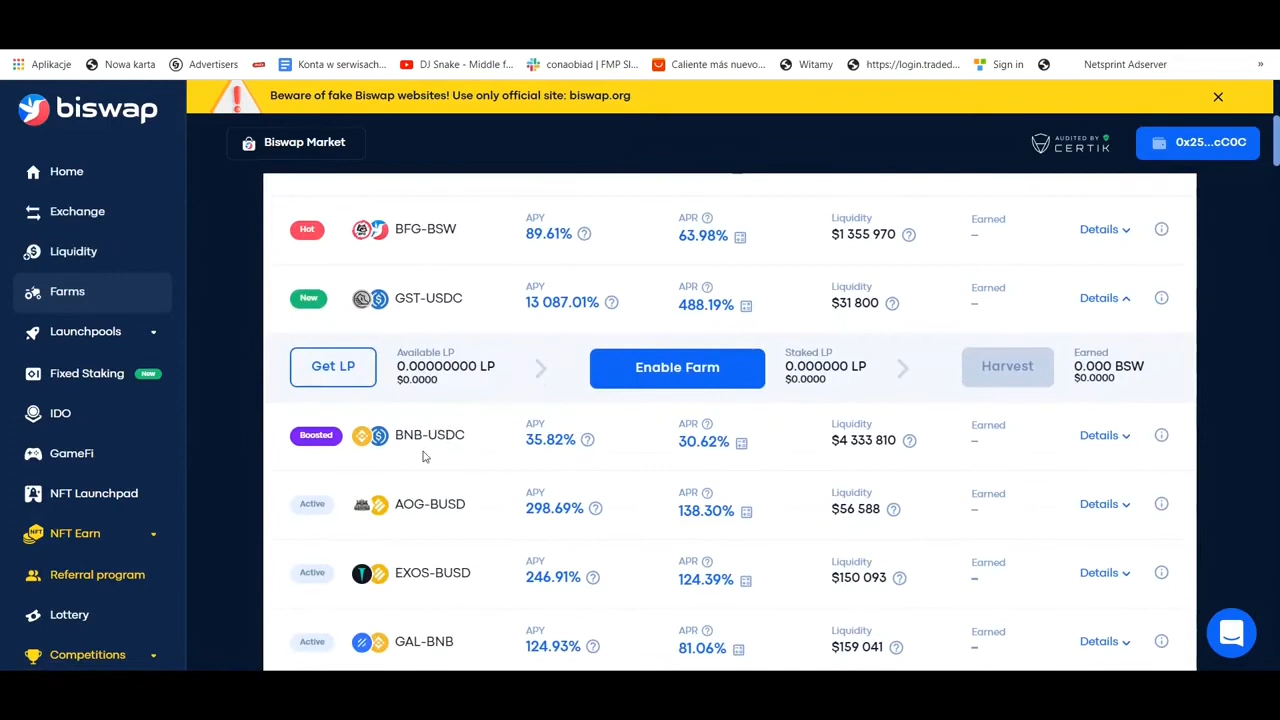 Aplikacje Nowa karta Advertisers Konta w serwisach... DJ Snake - Middle f... conaobiad | FMP Sl... Caliente más nuevo... Witamy https://login.traded... Sign in Netsprint Adserver »
Beware of fake Biswap websites! Use only official site: biswap.org
biswap
Biswap Market
AUDITED BY
CERTIK
0x25...cC0C
Home
Exchange
Liquidity
Farms
Launchpools
Fixed Staking New
IDO
GameFi
NFT Launchpad
NFT Earn
Referral program
Lottery
Competitions
Hot BFG-BSW APY 89.61% APR 63.98% Liquidity $1 355 970 Earned – Details
New GST-USDC APY 13 087.01% APR 488.19% Liquidity $31 800 Earned – Details
Get LP Available LP 0.00000000 LP $0.0000 Enable Farm Staked LP 0.000000 LP $0.0000 Harvest Earned 0.000 BSW $0.0000
Boosted BNB-USDC APY 35.82% APR 30.62% Liquidity $4 333 810 Earned – Details
Active AOG-BUSD APY 298.69% APR 138.30% Liquidity $56 588 Earned – Details
Active EXOS-BUSD APY 246.91% APR 124.39% Liquidity $150 093 Earned – Details
Active GAL-BNB APY 124.93% APR 81.06% Liquidity $159 041 Earned – Details